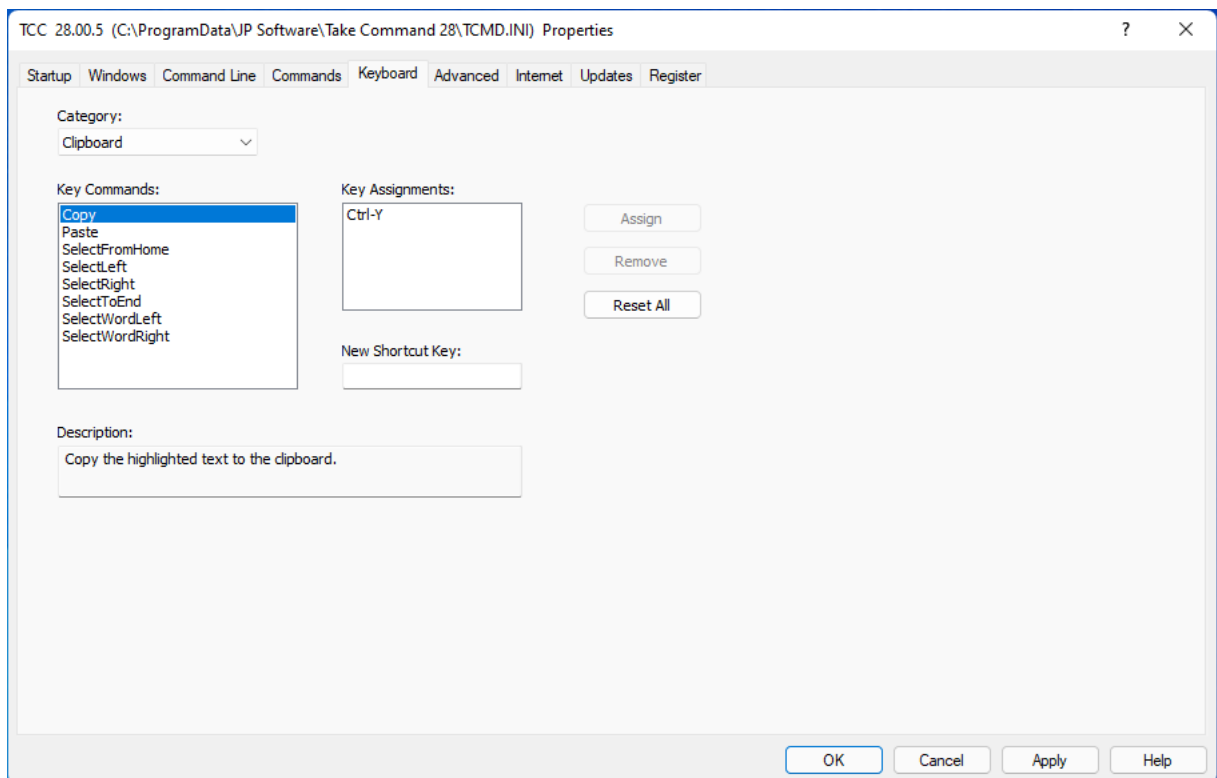 TCC 28.00.5 (C:\ProgramData\JP Software\Take Command 28\TCMD.INI) Properties
?
Startup Windows Command Line Commands Keyboard Advanced Internet Updates Register
Category:
Clipboard
Key Commands:
Copy
Paste
SelectFromHome
SelectLeft
SelectRight
SelectToEnd
SelectWordLeft
SelectWordRight
Key Assignments:
Ctrl-Y
Assign
Remove
Reset All
New Shortcut Key:
Description:
Copy the highlighted text to the clipboard.
OK Cancel Apply Help